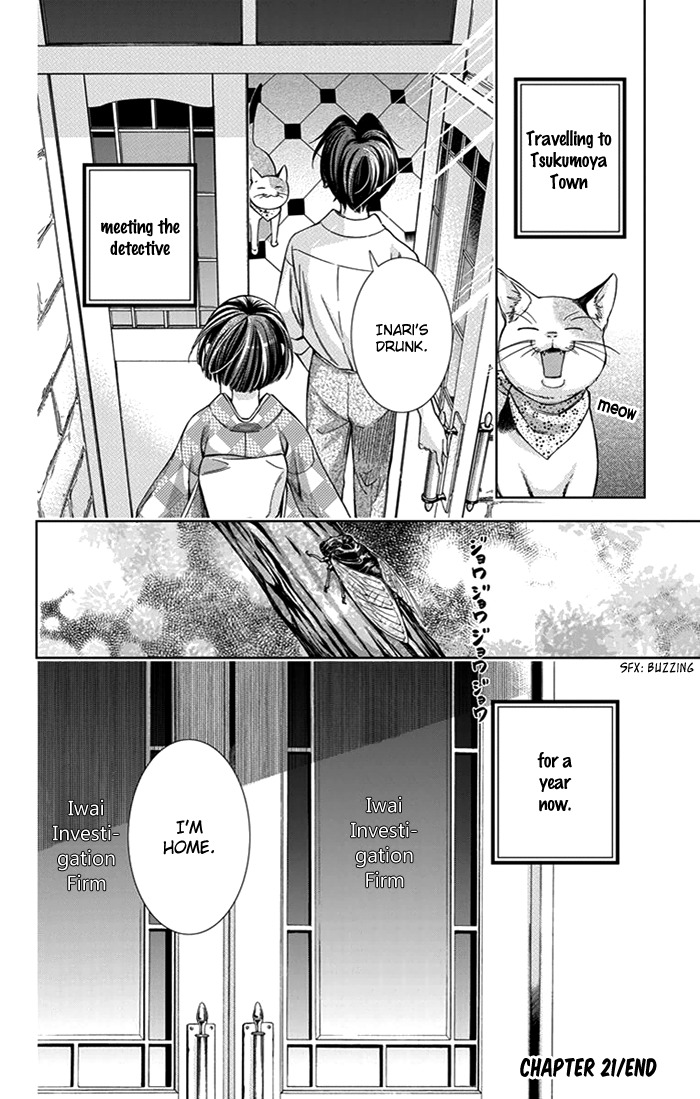 Travelling to
Tsukumoya
Town
meow
INARI'S
DRUNK.
meeting the
detective
ジョワジョワジョワジョワ
SFX: BUZZING
for a
year
now.
Iwai
Investi-
gation
Firm
I'M
HOME.
Iwai
Investi-
gation
Firm
CHAPTER 21/END